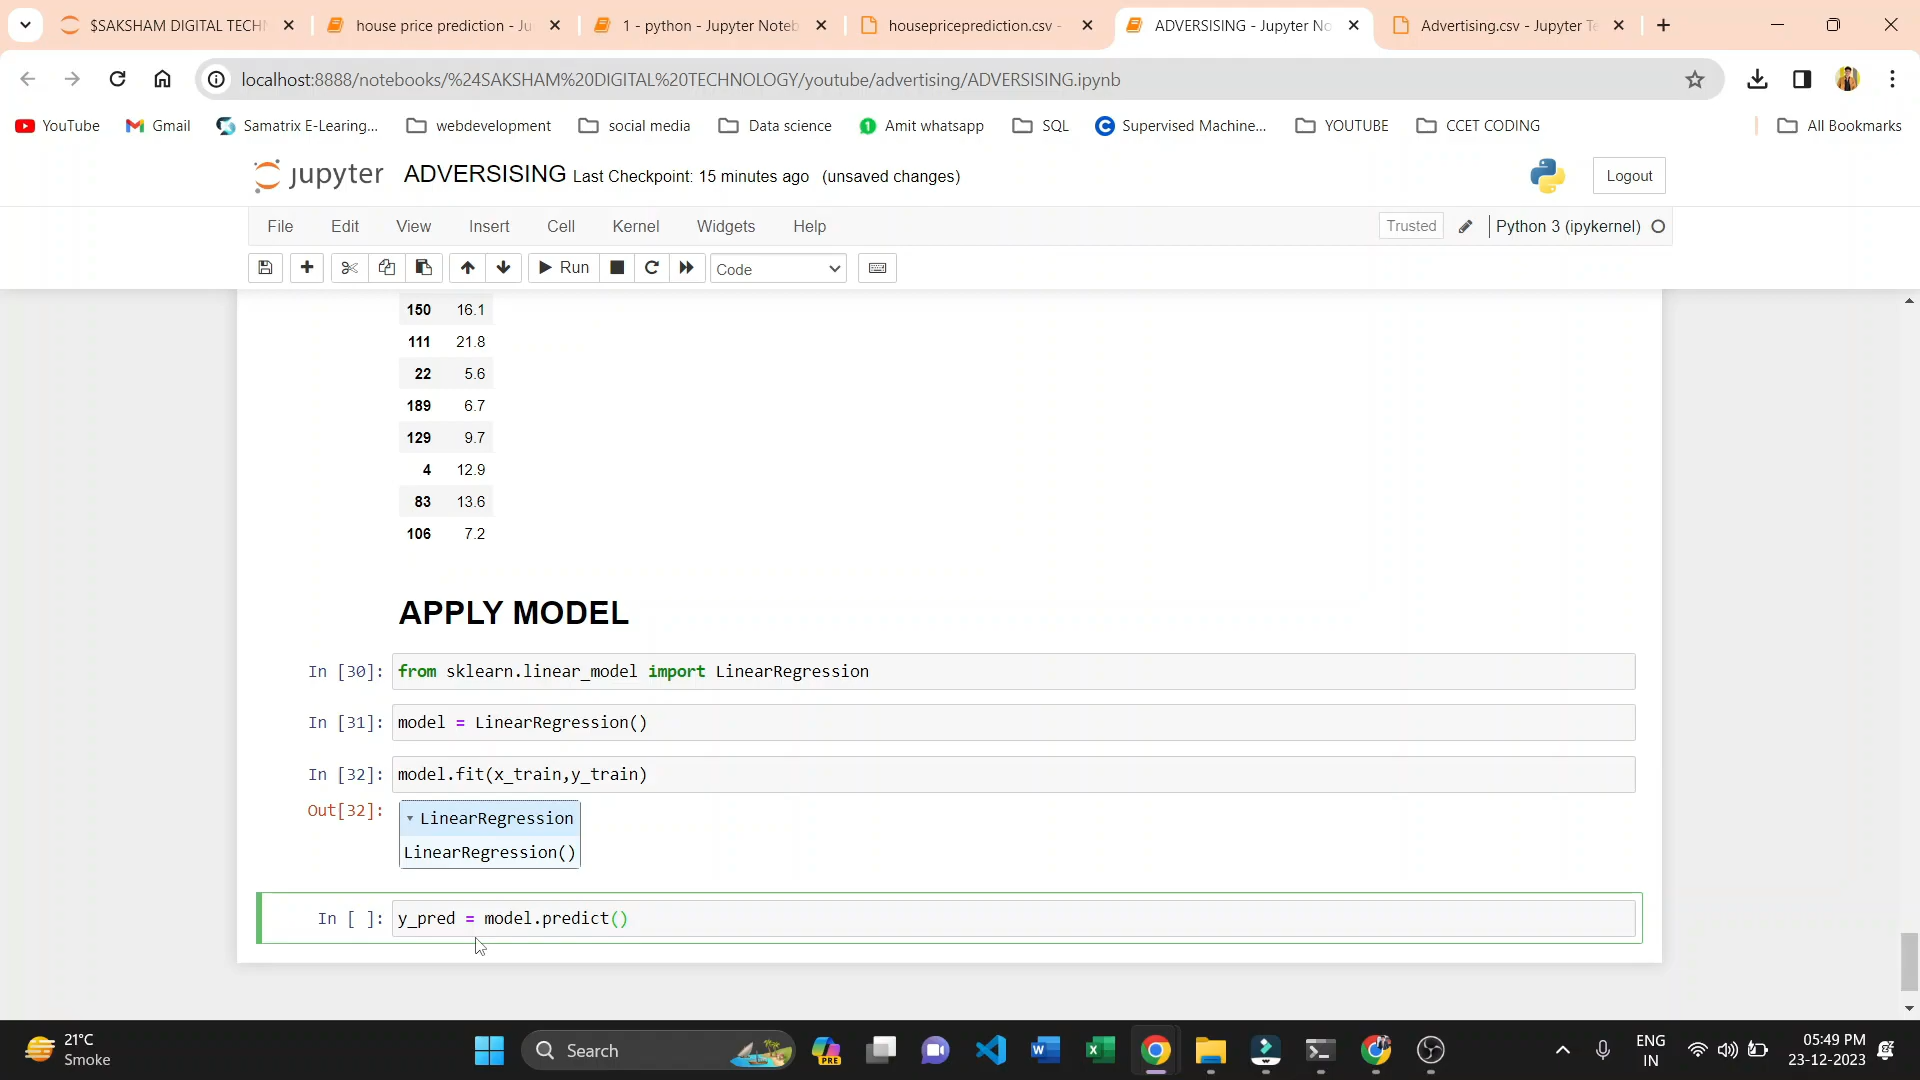 $SAKSHAM DIGITAL TECHN
house price prediction - Ju
1 - python - Jupyter Noteb
housepriceprediction.csv -
ADVERSISING - Jupyter No
Advertising.csv - Jupyter Te
localhost:8888/notebooks/%24SAKSHAM%20DIGITAL%20TECHNOLOGY/youtube/advertising/ADVERSISING.ipynb
YouTube Gmail Samatrix E-Learing... webdevelopment social media Data science Amit whatsapp SQL Supervised Machine... YOUTUBE CCET CODING All Bookmarks
jupyter ADVERSISING Last Checkpoint: 15 minutes ago (unsaved changes) Logout
File Edit View Insert Cell Kernel Widgets Help Trusted Python 3 (ipykernel)
Run Code
150 16.1
111 21.8
22 5.6
189 6.7
129 9.7
4 12.9
83 13.6
106 7.2
APPLY MODEL
In [30]: from sklearn.linear_model import LinearRegression
In [31]: model = LinearRegression()
In [32]: model.fit(x_train,y_train)
Out[32]: LinearRegression
LinearRegression()
In [ ]: y_pred = model.predict()
21°C
Smoke
Search
PRE
ENG
IN
05:49 PM
23-12-2023